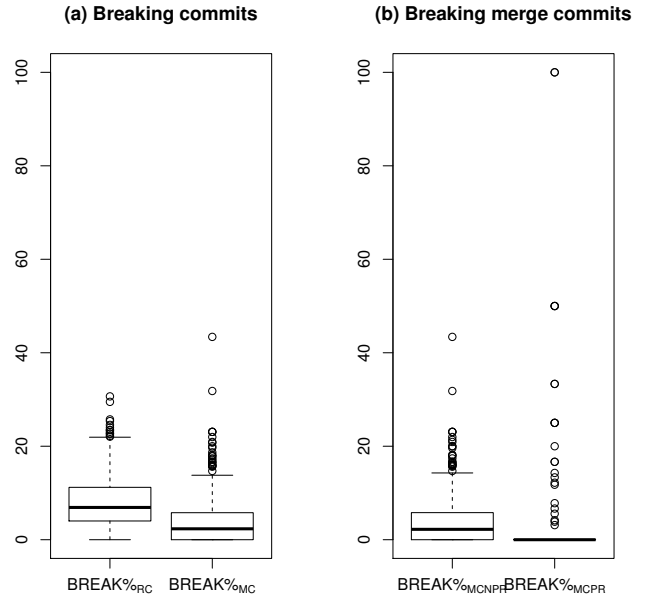 (a) Breaking commits
(b) Breaking merge commits
100
80
60
40
20
0
BREAK%RC
BREAK%MC
100
80
60
40
20
0
BREAK%MCNPR
BREAK%MCPR